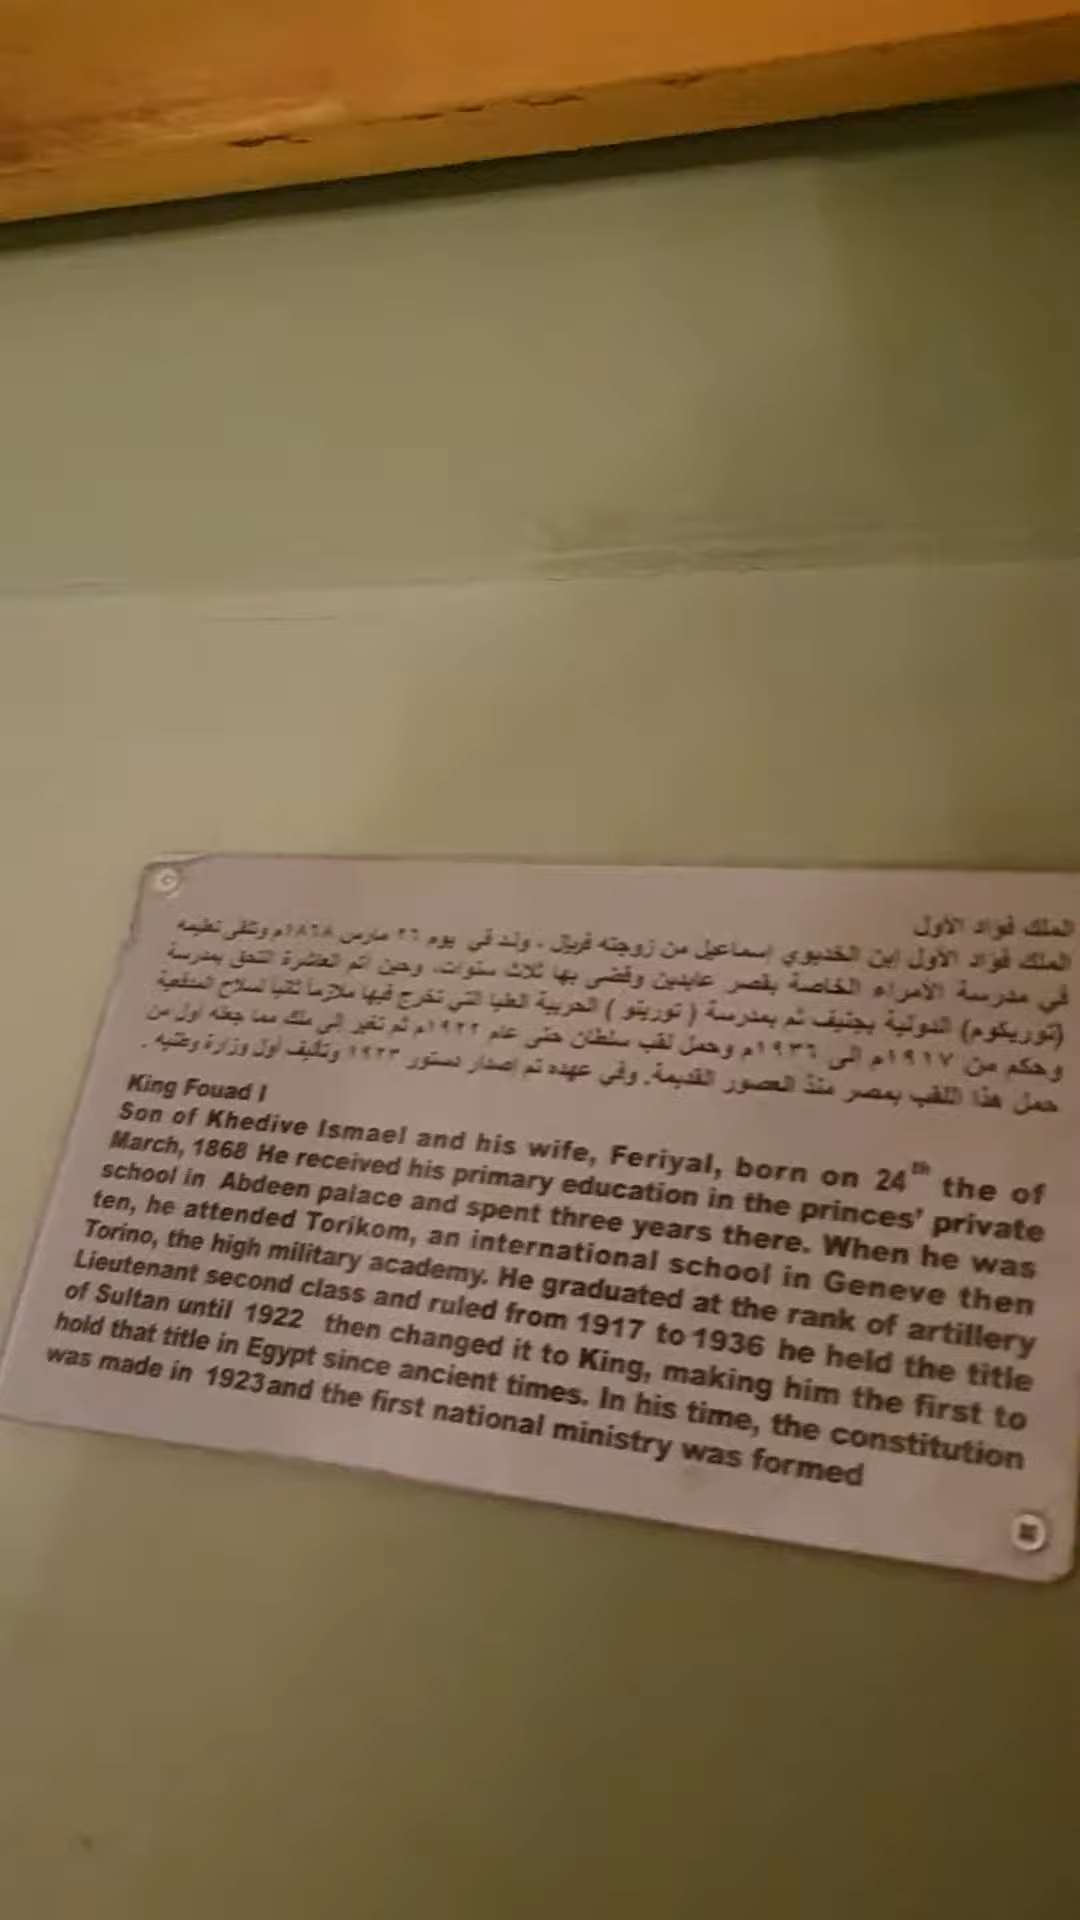 الملك فؤاد الأول
الملك فؤاد الأول ابن الخديوي إسماعيل من زوجته فريال ، ولد في يوم ٢٦ مارس ١٨٦٨م وتلقى تعليمه
في مدرسة الأمراء الخاصة بقصر عابدين وقضى بها ثلاث سنوات، وحين أتم العاشرة التحق بمدرسة
(توريكوم) الدولية بجنيف ثم بمدرسة ( تورينو ) الحربية العليا التي تخرج فيها ملازماً ثانيا لسلاح المدفعية
وحكم من ١٩١٧م إلى ١٩٣٦م وحمل لقب سلطان حتى عام ١٩٢٢م ثم تغير إلى ملك مما جعله أول من
حمل هذا اللقب بمصر منذ العصور القديمة. وفي عهده تم إصدار دستور ١٩٢٣ وتأليف أول وزارة وطنيه .
King Fouad I
Son of Khedive Ismael and his wife, Feriyal, born on 24th the of
March, 1868 He received his primary education in the princes’ private
school in Abdeen palace and spent three years there. When he was
ten, he attended Torikom, an international school in Geneve then
Torino, the high military academy. He graduated at the rank of artillery
Lieutenant second class and ruled from 1917 to 1936 he held the title
of Sultan until 1922 then changed it to King, making him the first to
hold that title in Egypt since ancient times. In his time, the constitution
was made in 1923and the first national ministry was formed